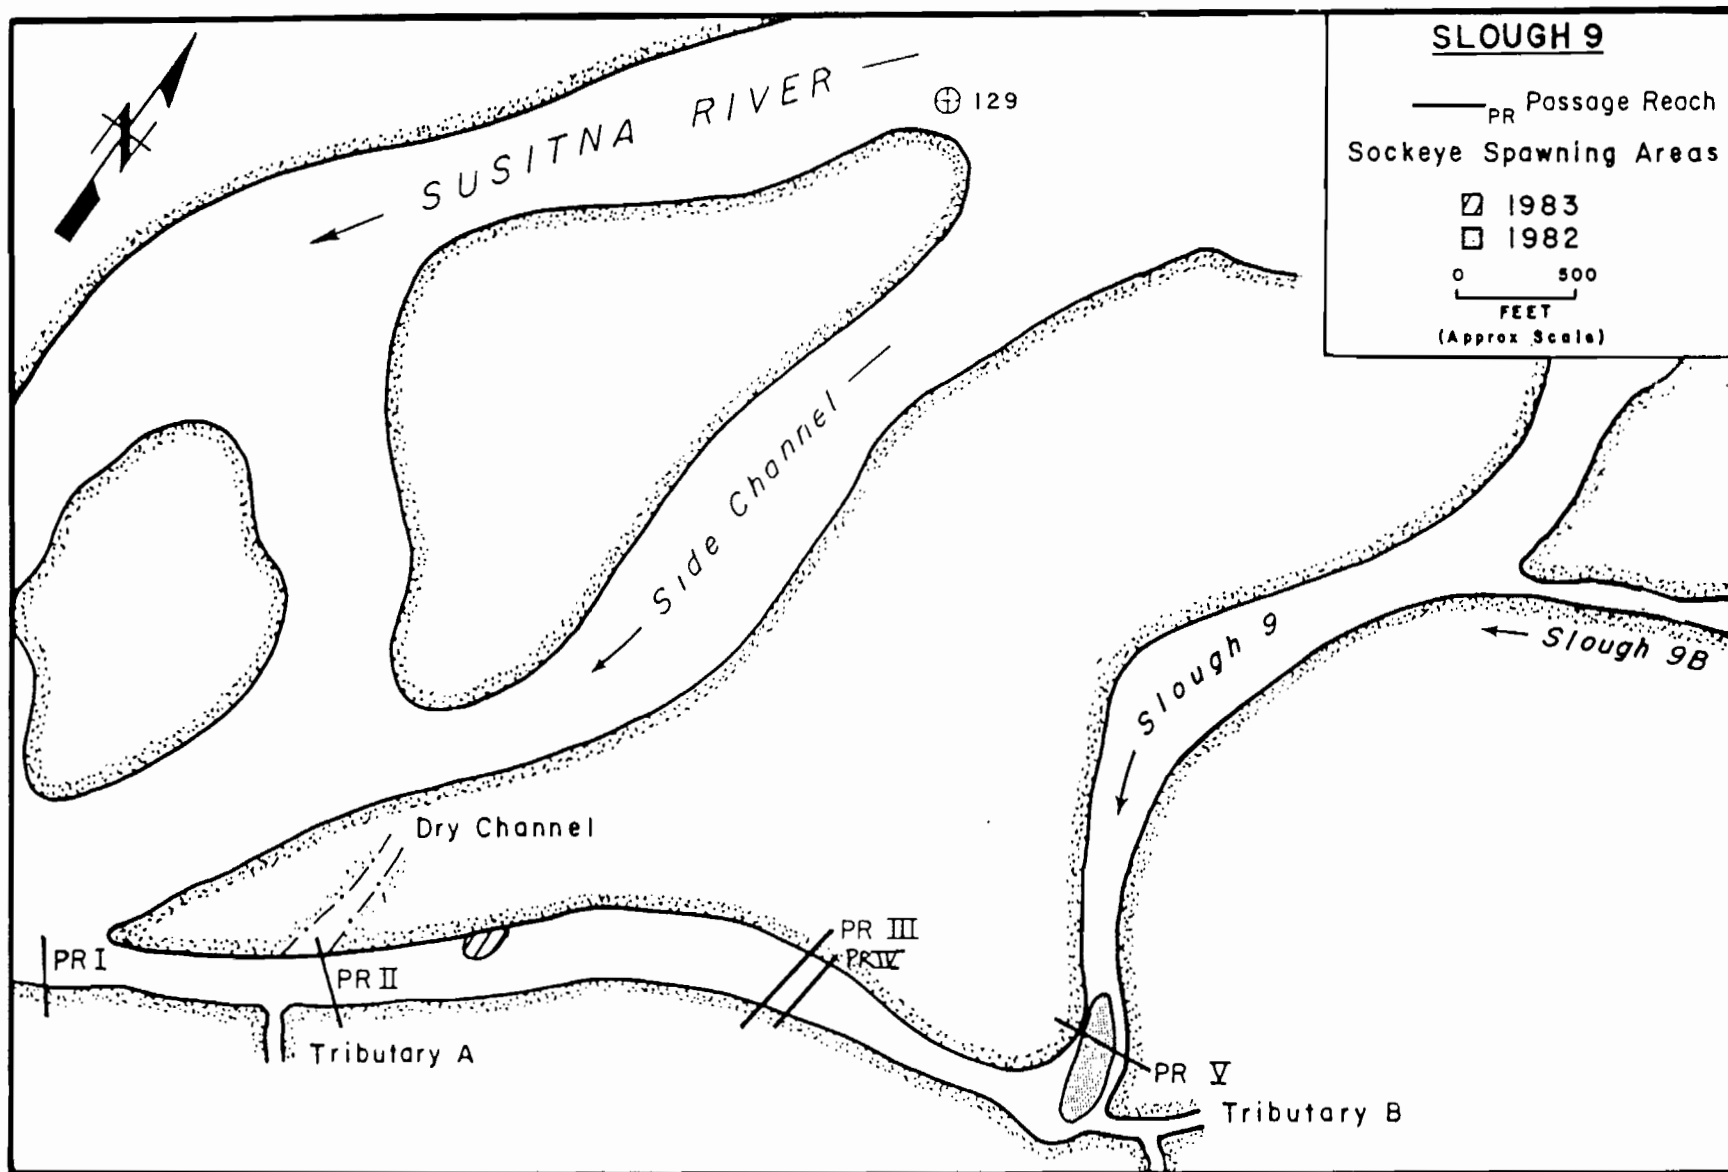 SLOUGH 9
PR Passage Reach
Sockeye Spawning Areas
1983
1982
0 500
FEET
(Approx Scale)
N
SUSITNA RIVER
129
Side Channel
Slough 9
Slough 9B
Dry Channel
PR I
PR II
PR III
PR IV
PR V
Tributary A
Tributary B